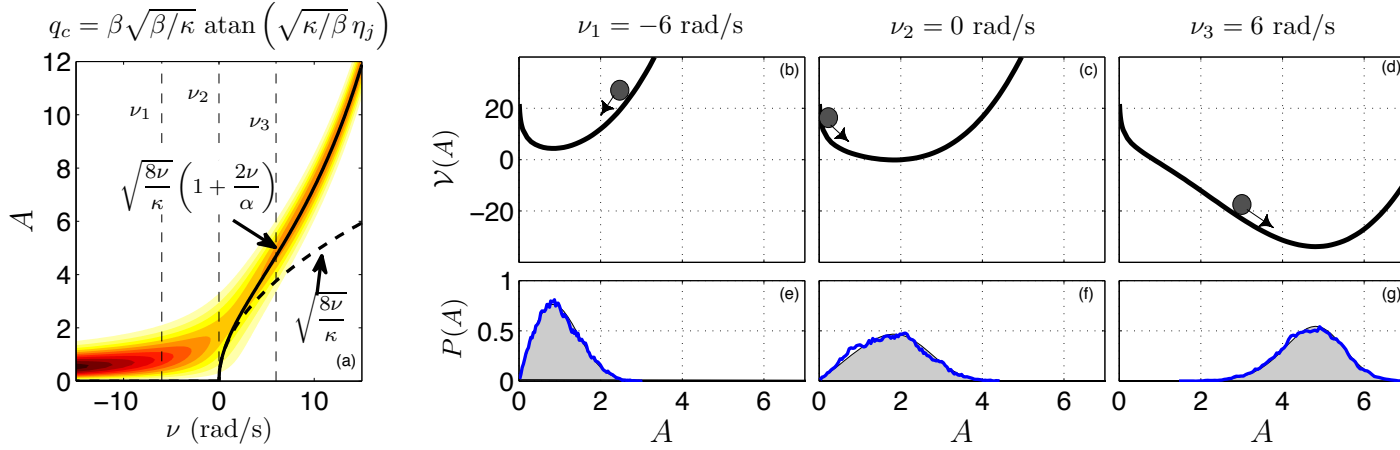 q_c = β√(β/κ) atan(√(κ/β) η_j)
ν_1 = −6 rad/s
ν_2 = 0 rad/s
ν_3 = 6 rad/s
12
10
8
6
4
2
0
A
ν_1
ν_2
ν_3
√(8ν/κ) (1 + 2ν/α)
√(8ν/κ)
(a)
−10 0 10
ν (rad/s)
20
0
−20
𝒱(A)
(b)
(c)
(d)
1
0.5
0
P(A)
(e)
(f)
(g)
0 2 4 6
0 2 4 6
0 2 4 6
A
A
A